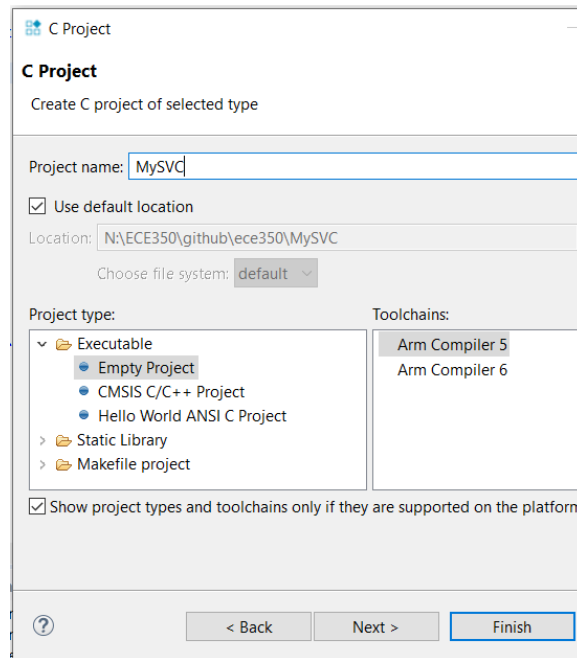 C Project
C Project
Create C project of selected type
Project name: MySVC
Use default location
Location: N:\ECE350\github\ece350\MySVC
Choose file system: default
Project type:
Toolchains:
Executable
Arm Compiler 5
Empty Project
Arm Compiler 6
CMSIS C/C++ Project
Hello World ANSI C Project
Static Library
Makefile project
Show project types and toolchains only if they are supported on the platform
? < Back Next > Finish